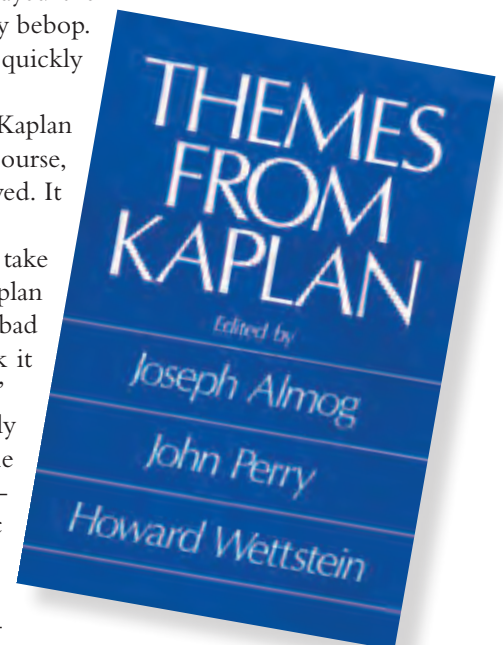 y bebop.
quickly
Kaplan
ourse,
ved. It
take
plan
bad
k it
’
ly
e
-
THEMES
FROM
KAPLAN
Edited by
Joseph Almog
John Perry
Howard Wettstein